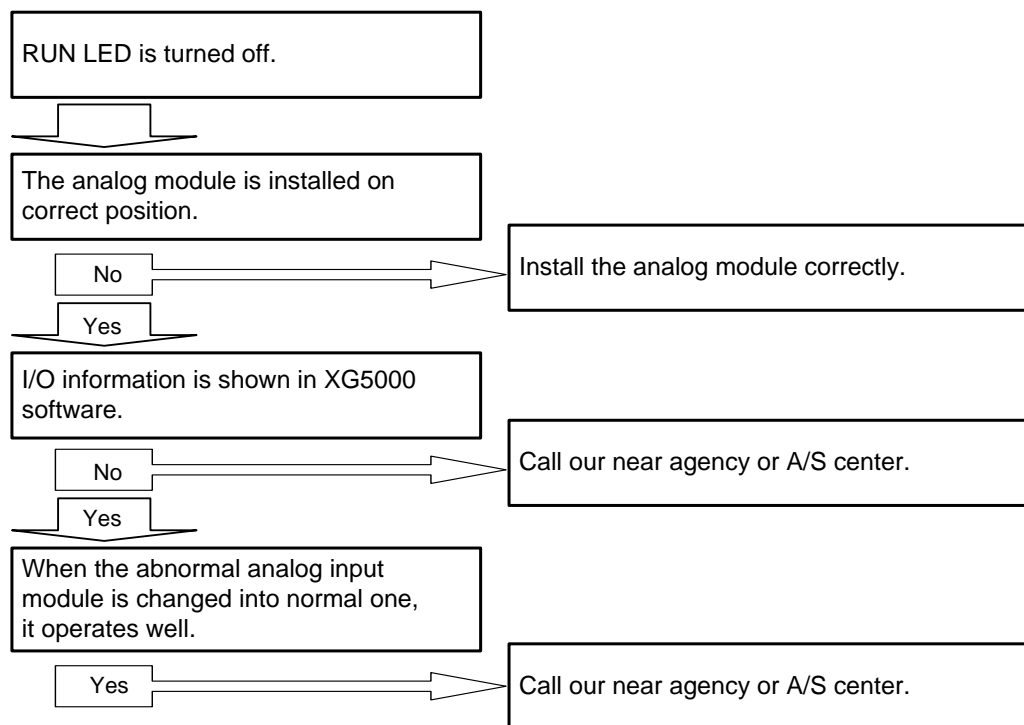 RUN LED is turned off.
The analog module is installed on
correct position.
No
Install the analog module correctly.
Yes
I/O information is shown in XG5000
software.
No
Call our near agency or A/S center.
Yes
When the abnormal analog input
module is changed into normal one,
it operates well.
Yes
Call our near agency or A/S center.